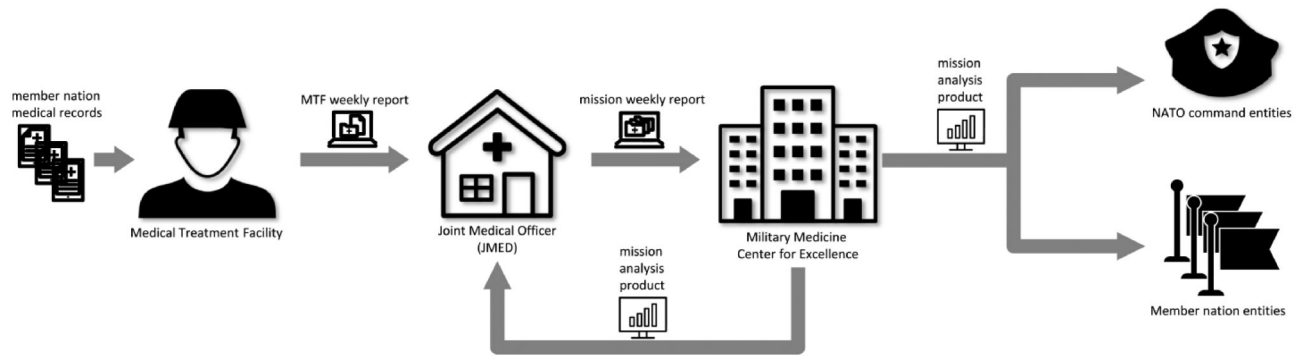 member nation
medical records
Medical Treatment Facility
MTF weekly report
Joint Medical Officer
(JMED)
mission weekly report
Military Medicine
Center for Excellence
mission
analysis
product
mission
analysis
product
NATO command entities
Member nation entities